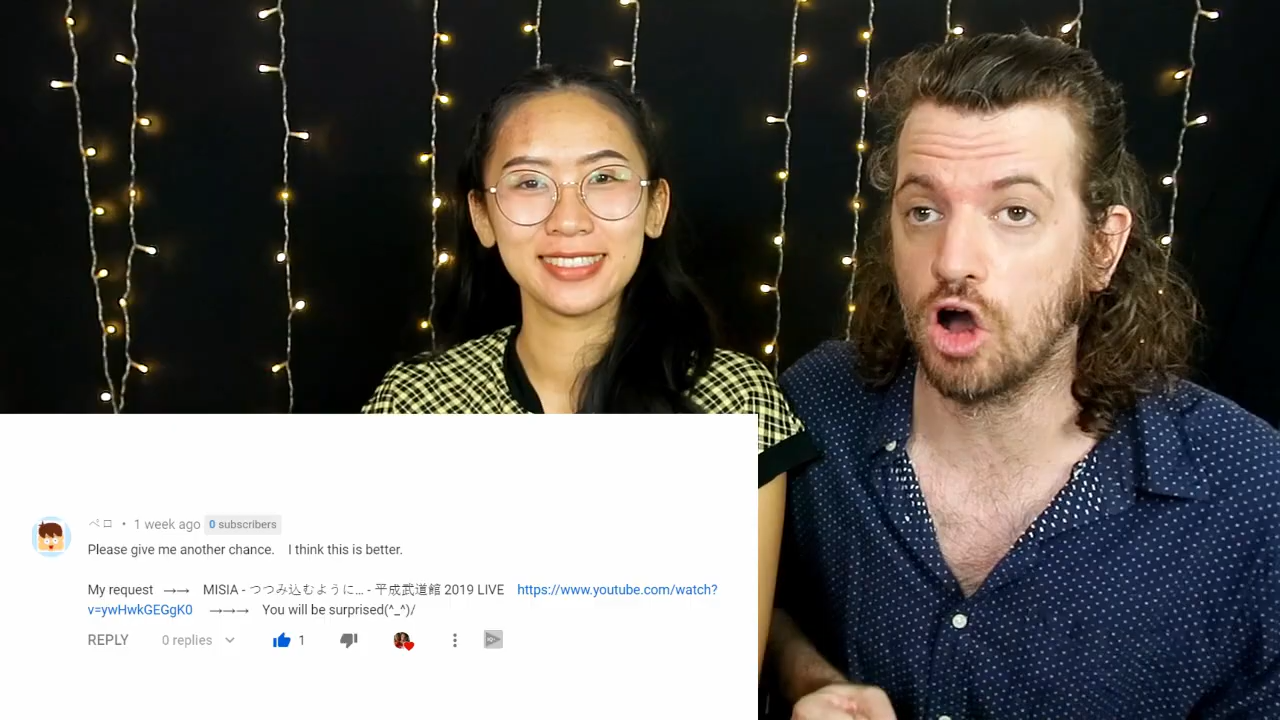 ペロ • 1 week ago 0 subscribers
Please give me another chance. I think this is better.
My request →→ MISIA - つつみ込むように... - 平成武道館 2019 LIVE https://www.youtube.com/watch?
v=ywHwkGEGgK0 →→→ You will be surprised(^_^)/
REPLY 0 replies 1